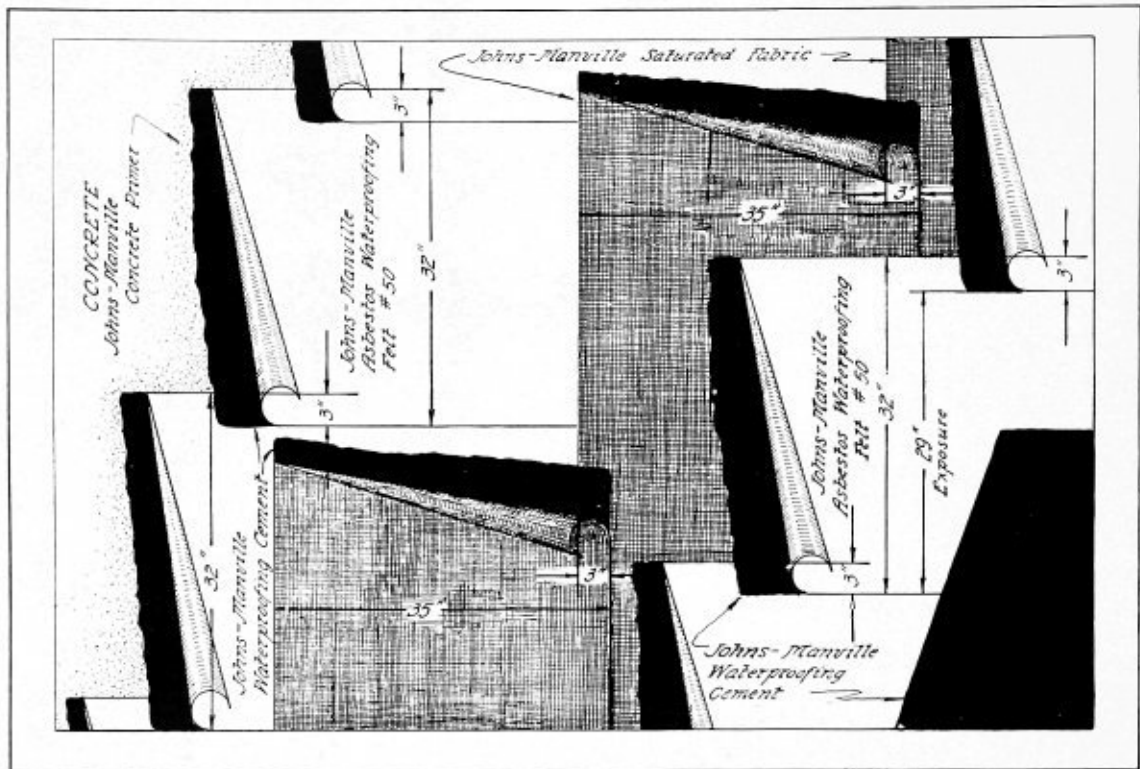 Johns-Manville Saturated Fabric
3"
CONCRETE
Johns-Manville
Concrete Primer
Johns-Manville
Asbestos Waterproofing
Felt #50
32"
3"
32"
Johns-Manville
Waterproofing Cement
35"
3"
35"
3"
3"
Johns-Manville
Asbestos Waterproofing
Felt #50
32"
29"
Exposure
3"
Johns-Manville
Waterproofing
Cement